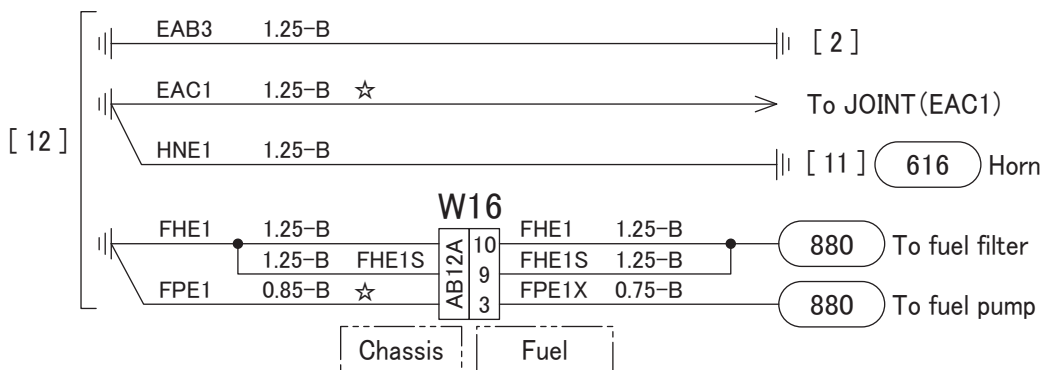 EAB3 1.25-B [ 2 ]
EAC1 1.25-B ☆ To JOINT(EAC1)
[ 12 ]
HNE1 1.25-B [ 11 ] 616 Horn
W16
FHE1 1.25-B 10 FHE1 1.25-B 880 To fuel filter
1.25-B FHE1S AB12A 9 FHE1S 1.25-B
FPE1 0.85-B ☆ 3 FPE1X 0.75-B 880 To fuel pump
Chassis Fuel